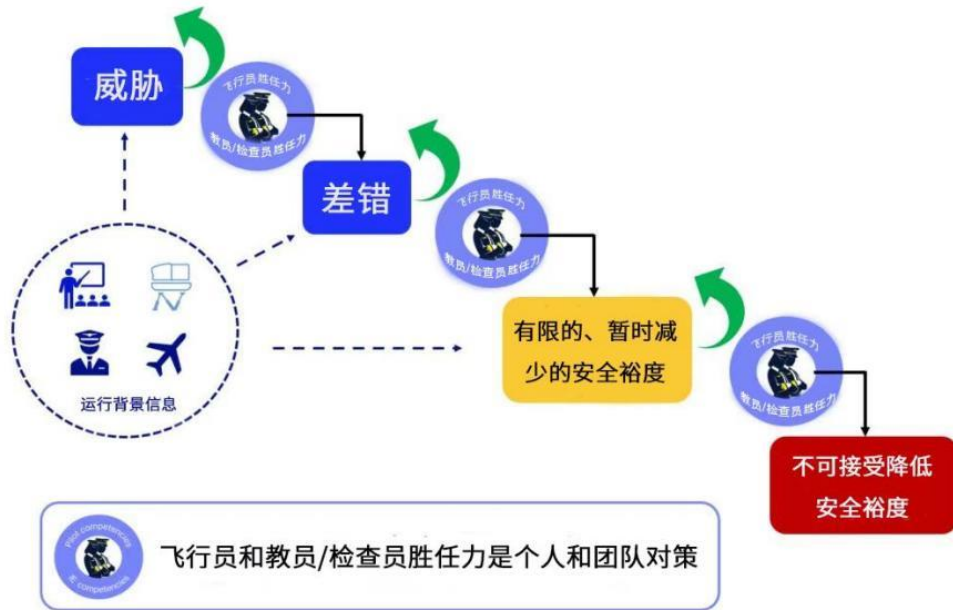 威胁
飞行员胜任力
教员/检查员胜任力
差错
飞行员胜任力
教员/检查员胜任力
有限的、暂时减
少的安全裕度
飞行员胜任力
教员/检查员胜任力
运行背景信息
不可接受降低
安全裕度
Pilot competencies
IE competencies
飞行员和教员/检查员胜任力是个人和团队对策